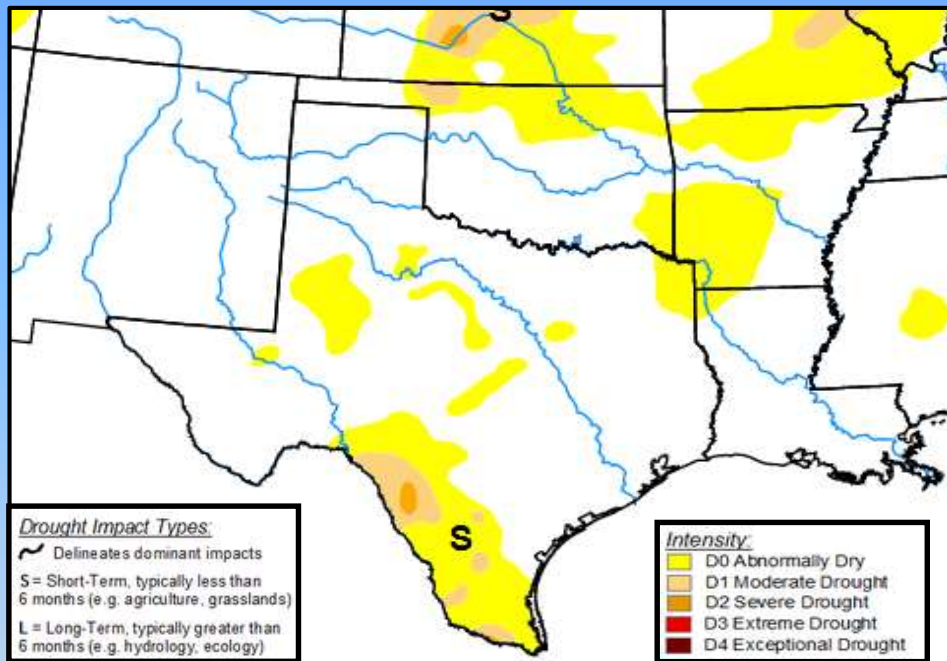 S
S
Drought Impact Types:
Delineates dominant impacts
S = Short-Term, typically less than
6 months (e.g. agriculture, grasslands)
L = Long-Term, typically greater than
6 months (e.g. hydrology, ecology)
Intensity:
D0 Abnormally Dry
D1 Moderate Drought
D2 Severe Drought
D3 Extreme Drought
D4 Exceptional Drought